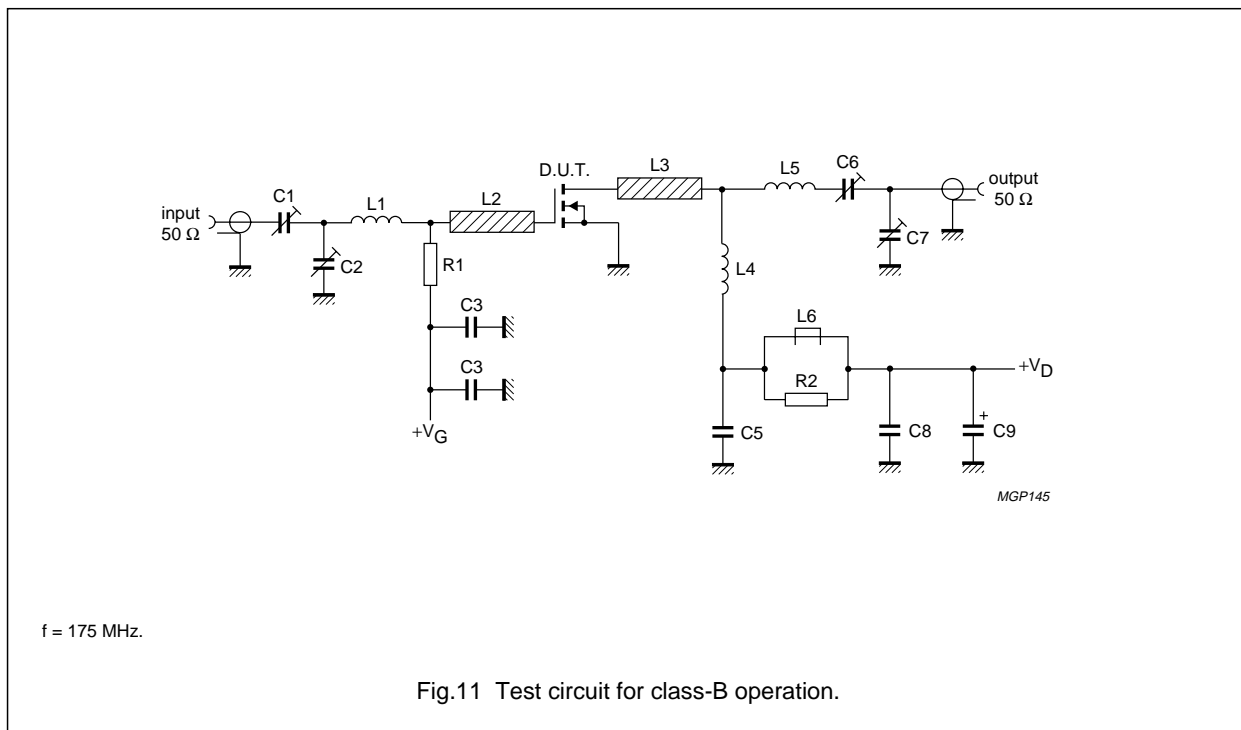 D.U.T.
L3
L5
C6
output
50 Ω
C1
L1
L2
input
50 Ω
C7
C2
R1
L4
C3
L6
C3
R2
+VD
+VG
C5
C8
+
C9
MGP145
f = 175 MHz.
Fig.11 Test circuit for class-B operation.